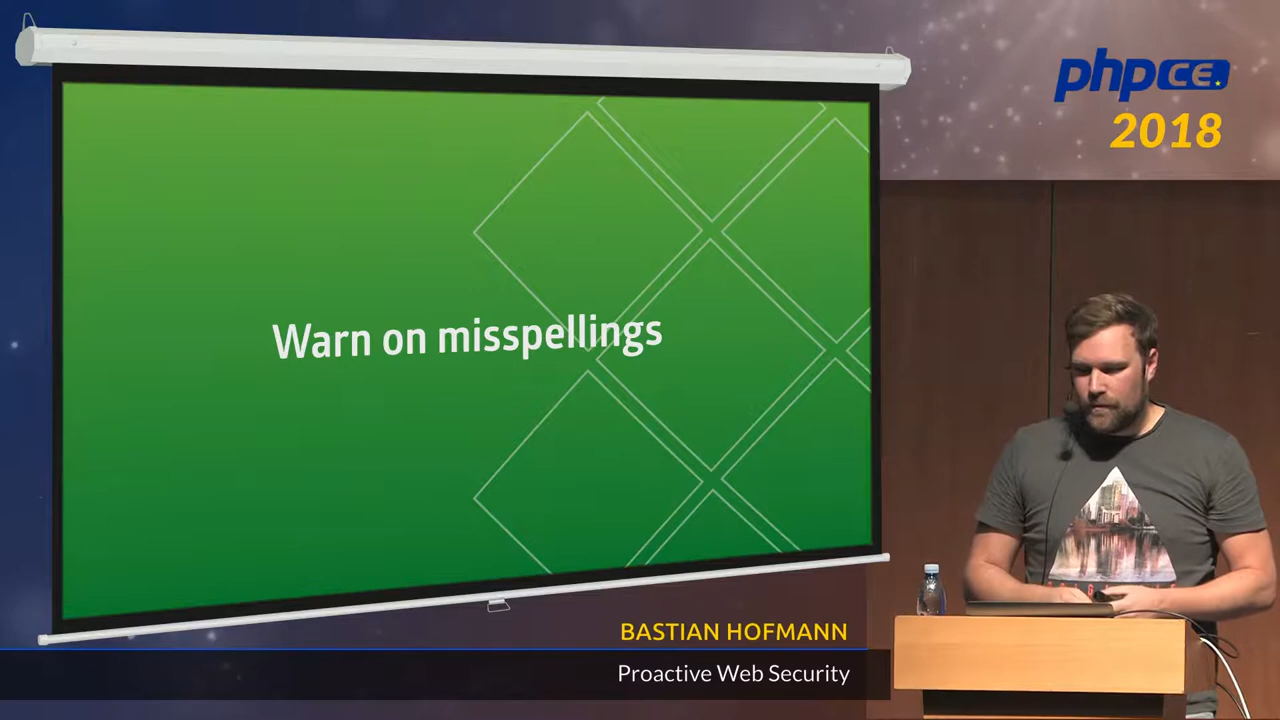 phpCE.
2018
Warn on misspellings
BASTIAN HOFMANN
Proactive Web Security